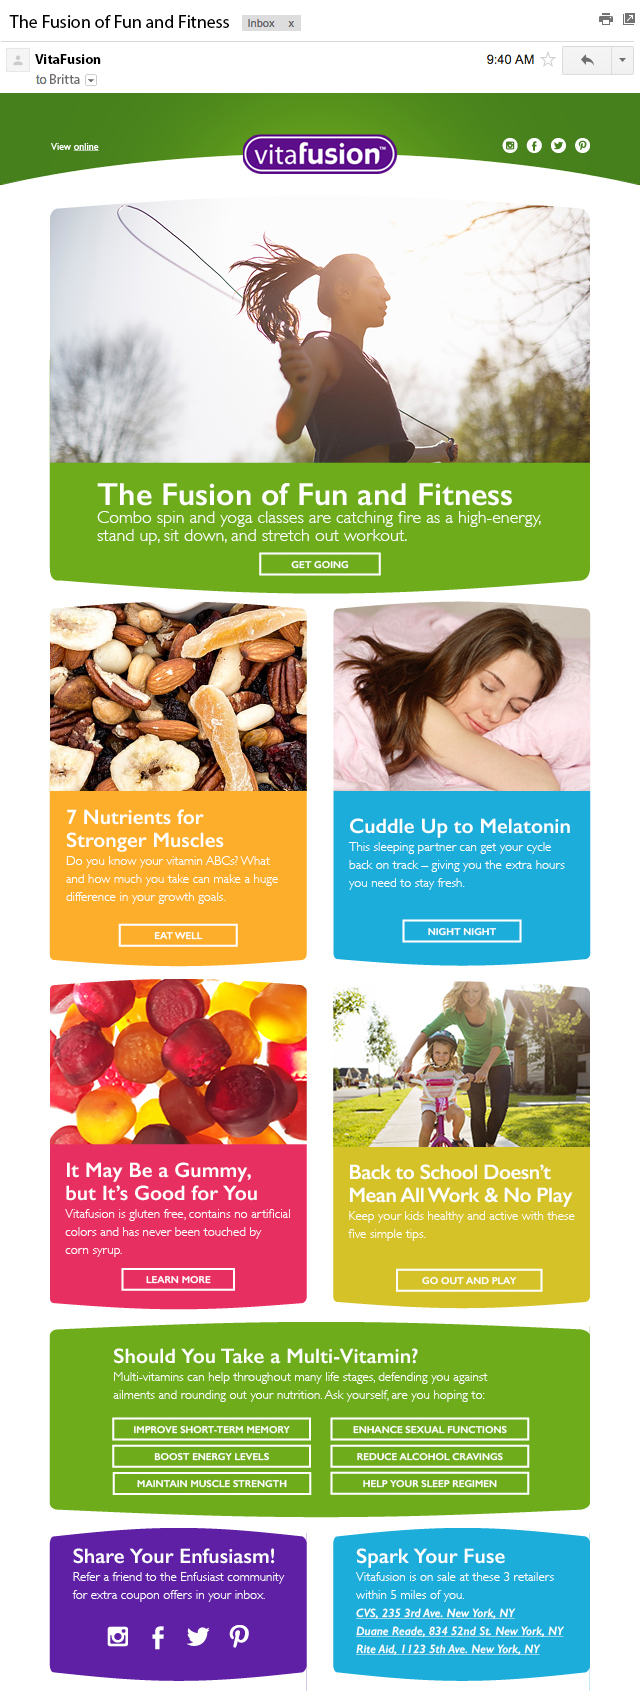 The Fusion of Fun and Fitness Inbox x
VitaFusion 9:40 AM
to Britta
View online
vitafusion™
The Fusion of Fun and Fitness
Combo spin and yoga classes are catching fire as a high-energy,
stand up, sit down, and stretch out workout.
GET GOING
7 Nutrients for
Stronger Muscles
Do you know your vitamin ABCs? What
and how much you take can make a huge
difference in your growth goals.
EAT WELL
Cuddle Up to Melatonin
This sleeping partner can get your cycle
back on track – giving you the extra hours
you need to stay fresh.
NIGHT NIGHT
It May Be a Gummy,
but It's Good for You
Vitafusion is gluten free, contains no artificial
colors and has never been touched by
corn syrup.
LEARN MORE
Back to School Doesn't
Mean All Work & No Play
Keep your kids healthy and active with these
five simple tips.
GO OUT AND PLAY
Should You Take a Multi-Vitamin?
Multi-vitamins can help throughout many life stages, defending you against
ailments and rounding out your nutrition. Ask yourself, are you hoping to:
IMPROVE SHORT-TERM MEMORY
ENHANCE SEXUAL FUNCTIONS
BOOST ENERGY LEVELS
REDUCE ALCOHOL CRAVINGS
MAINTAIN MUSCLE STRENGTH
HELP YOUR SLEEP REGIMEN
Share Your Enfusiasm!
Refer a friend to the Enfusiast community
for extra coupon offers in your inbox.
Spark Your Fuse
Vitafusion is on sale at these 3 retailers
within 5 miles of you.
CVS, 235 3rd Ave. New York, NY
Duane Reade, 834 52nd St. New York, NY
Rite Aid, 1123 5th Ave. New York, NY